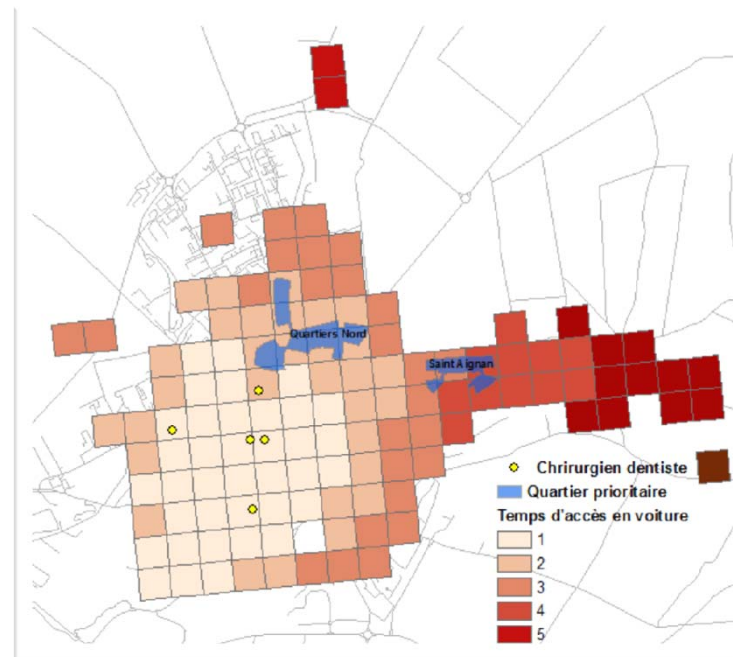 Quartiers Nord
Saint Aignan
Chrirurgien dentiste
Quartier prioritaire
Temps d'accès en voiture
1
2
3
4
5